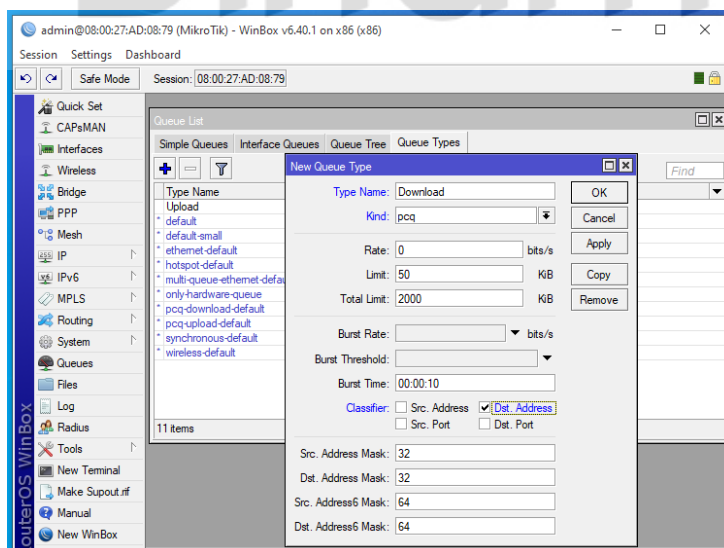 admin@08:00:27:AD:08:79 (MikroTik) - WinBox v6.40.1 on x86 (x86)
Session Settings Dashboard
Safe Mode Session: 08:00:27:AD:08:79
Quick Set
CAPsMAN
Interfaces
Wireless
Bridge
PPP
Mesh
IP
IPv6
MPLS
Routing
System
Queues
Files
Log
Radius
Tools
New Terminal
Make Supout.rif
Manual
New WinBox
outerOS WinBox
Queue List
Simple Queues Interface Queues Queue Tree Queue Types
Find
Type Name
Upload
* default
* default-small
* ethernet-default
* hotspot-default
* multi-queue-ethernet-defau
* only-hardware-queue
* pcq-download-default
* pcq-upload-default
* synchronous-default
* wireless-default
11 items
New Queue Type
Type Name: Download
Kind: pcq
Rate: 0 bits/s
Limit: 50 KiB
Total Limit: 2000 KiB
Burst Rate: bits/s
Burst Threshold:
Burst Time: 00:00:10
Classifier: Src. Address Dst. Address
Src. Port Dst. Port
Src. Address Mask: 32
Dst. Address Mask: 32
Src. Address6 Mask: 64
Dst. Address6 Mask: 64
OK
Cancel
Apply
Copy
Remove